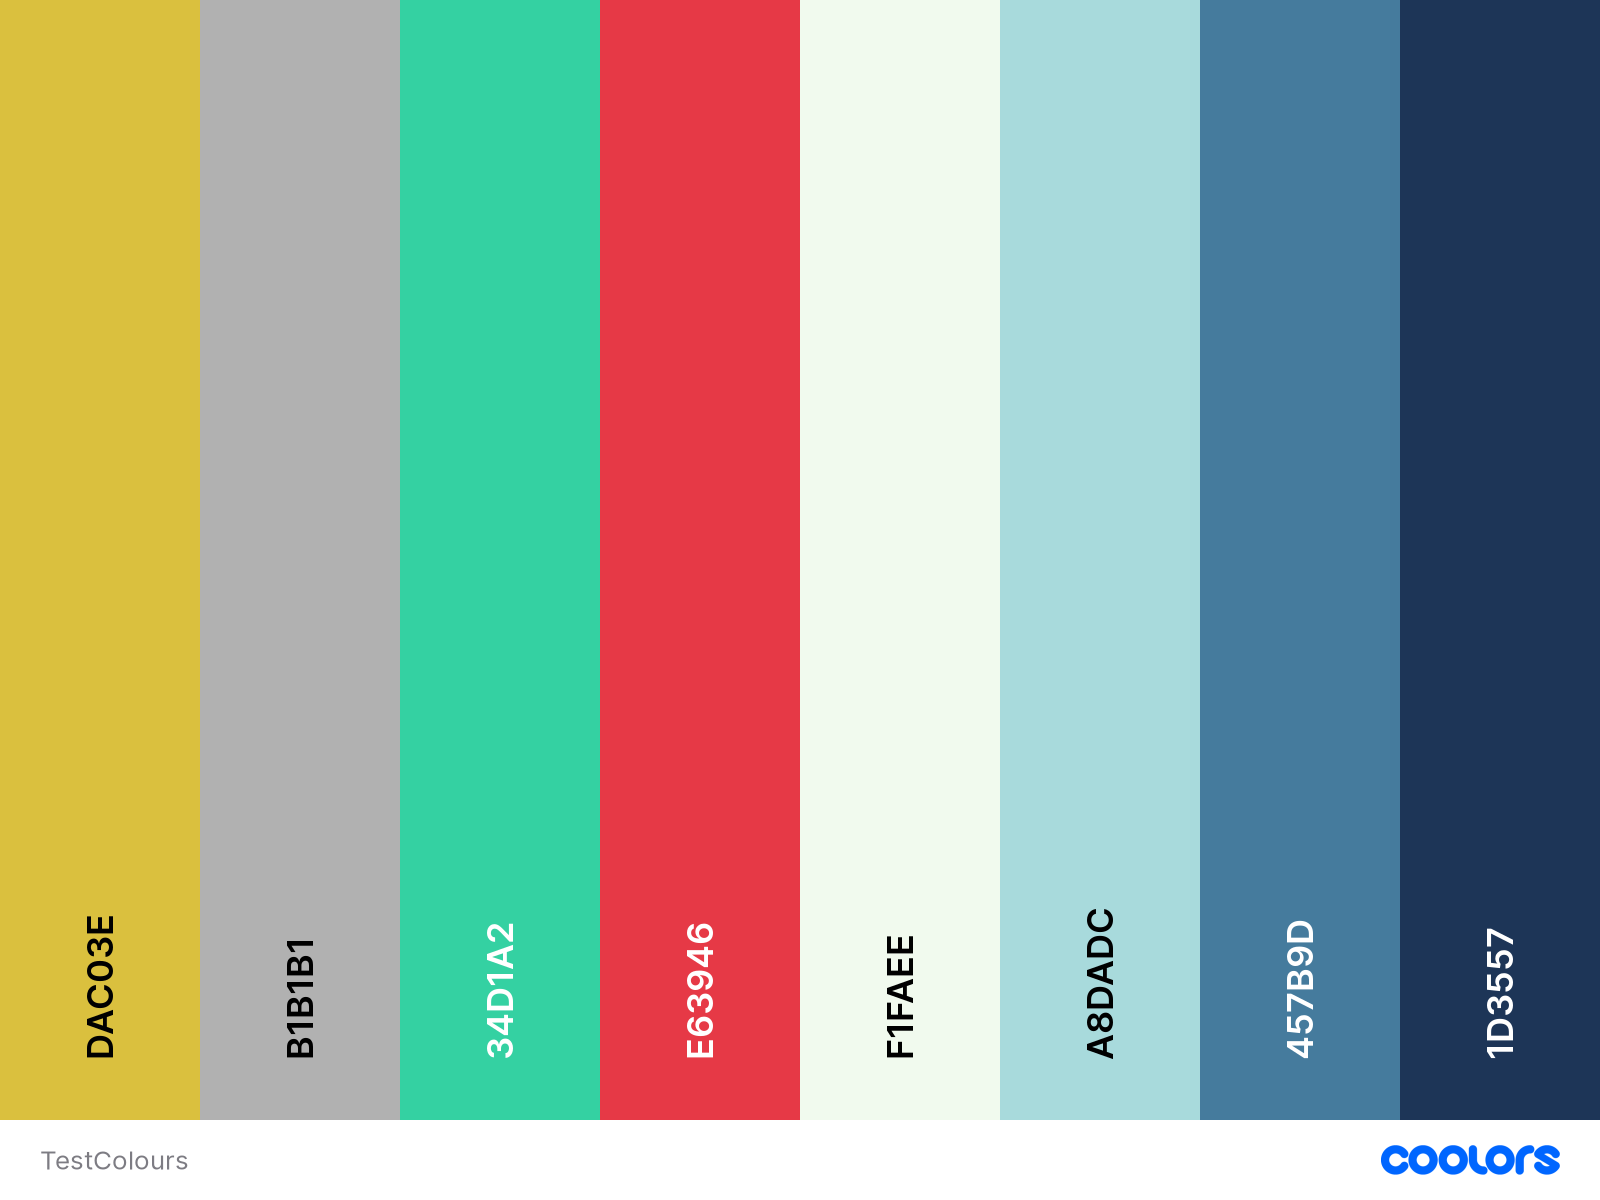 DAC03E
B1B1B1
34D1A2
E63946
F1FAEE
A8DADC
457B9D
1D3557
TestColours
coolors